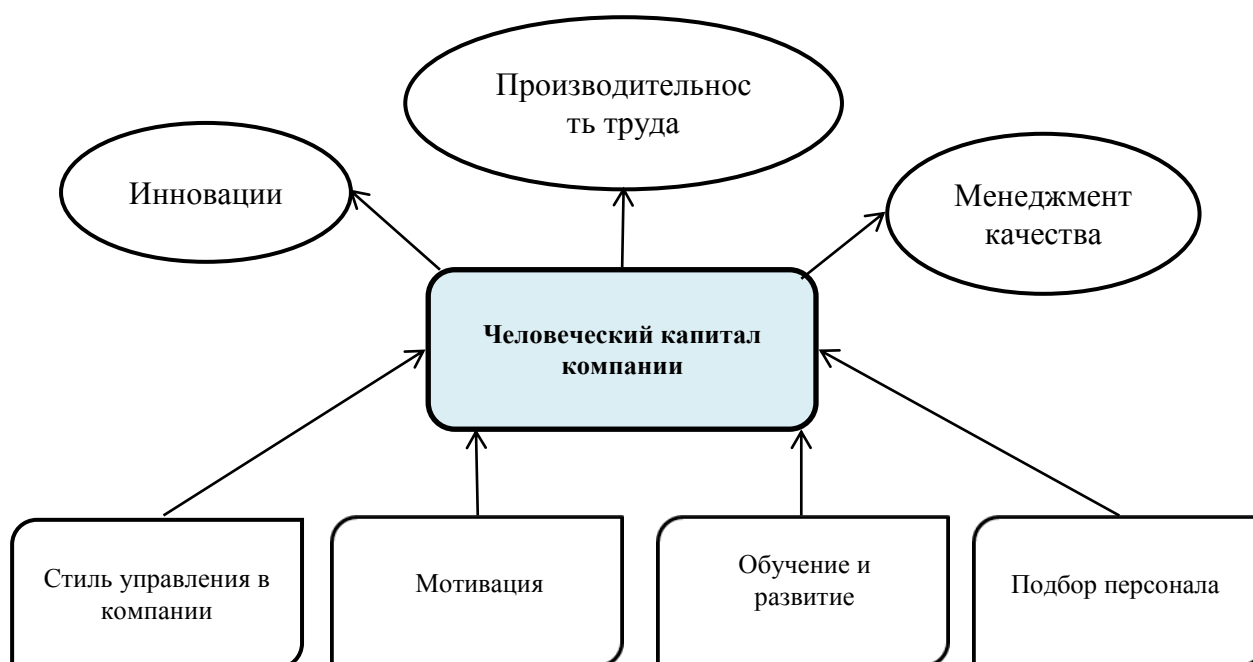 Производительнос
ть труда
Инновации
Менеджмент
качества
Человеческий капитал
компании
Стиль управления в
компании
Мотивация
Обучение и
развитие
Подбор персонала